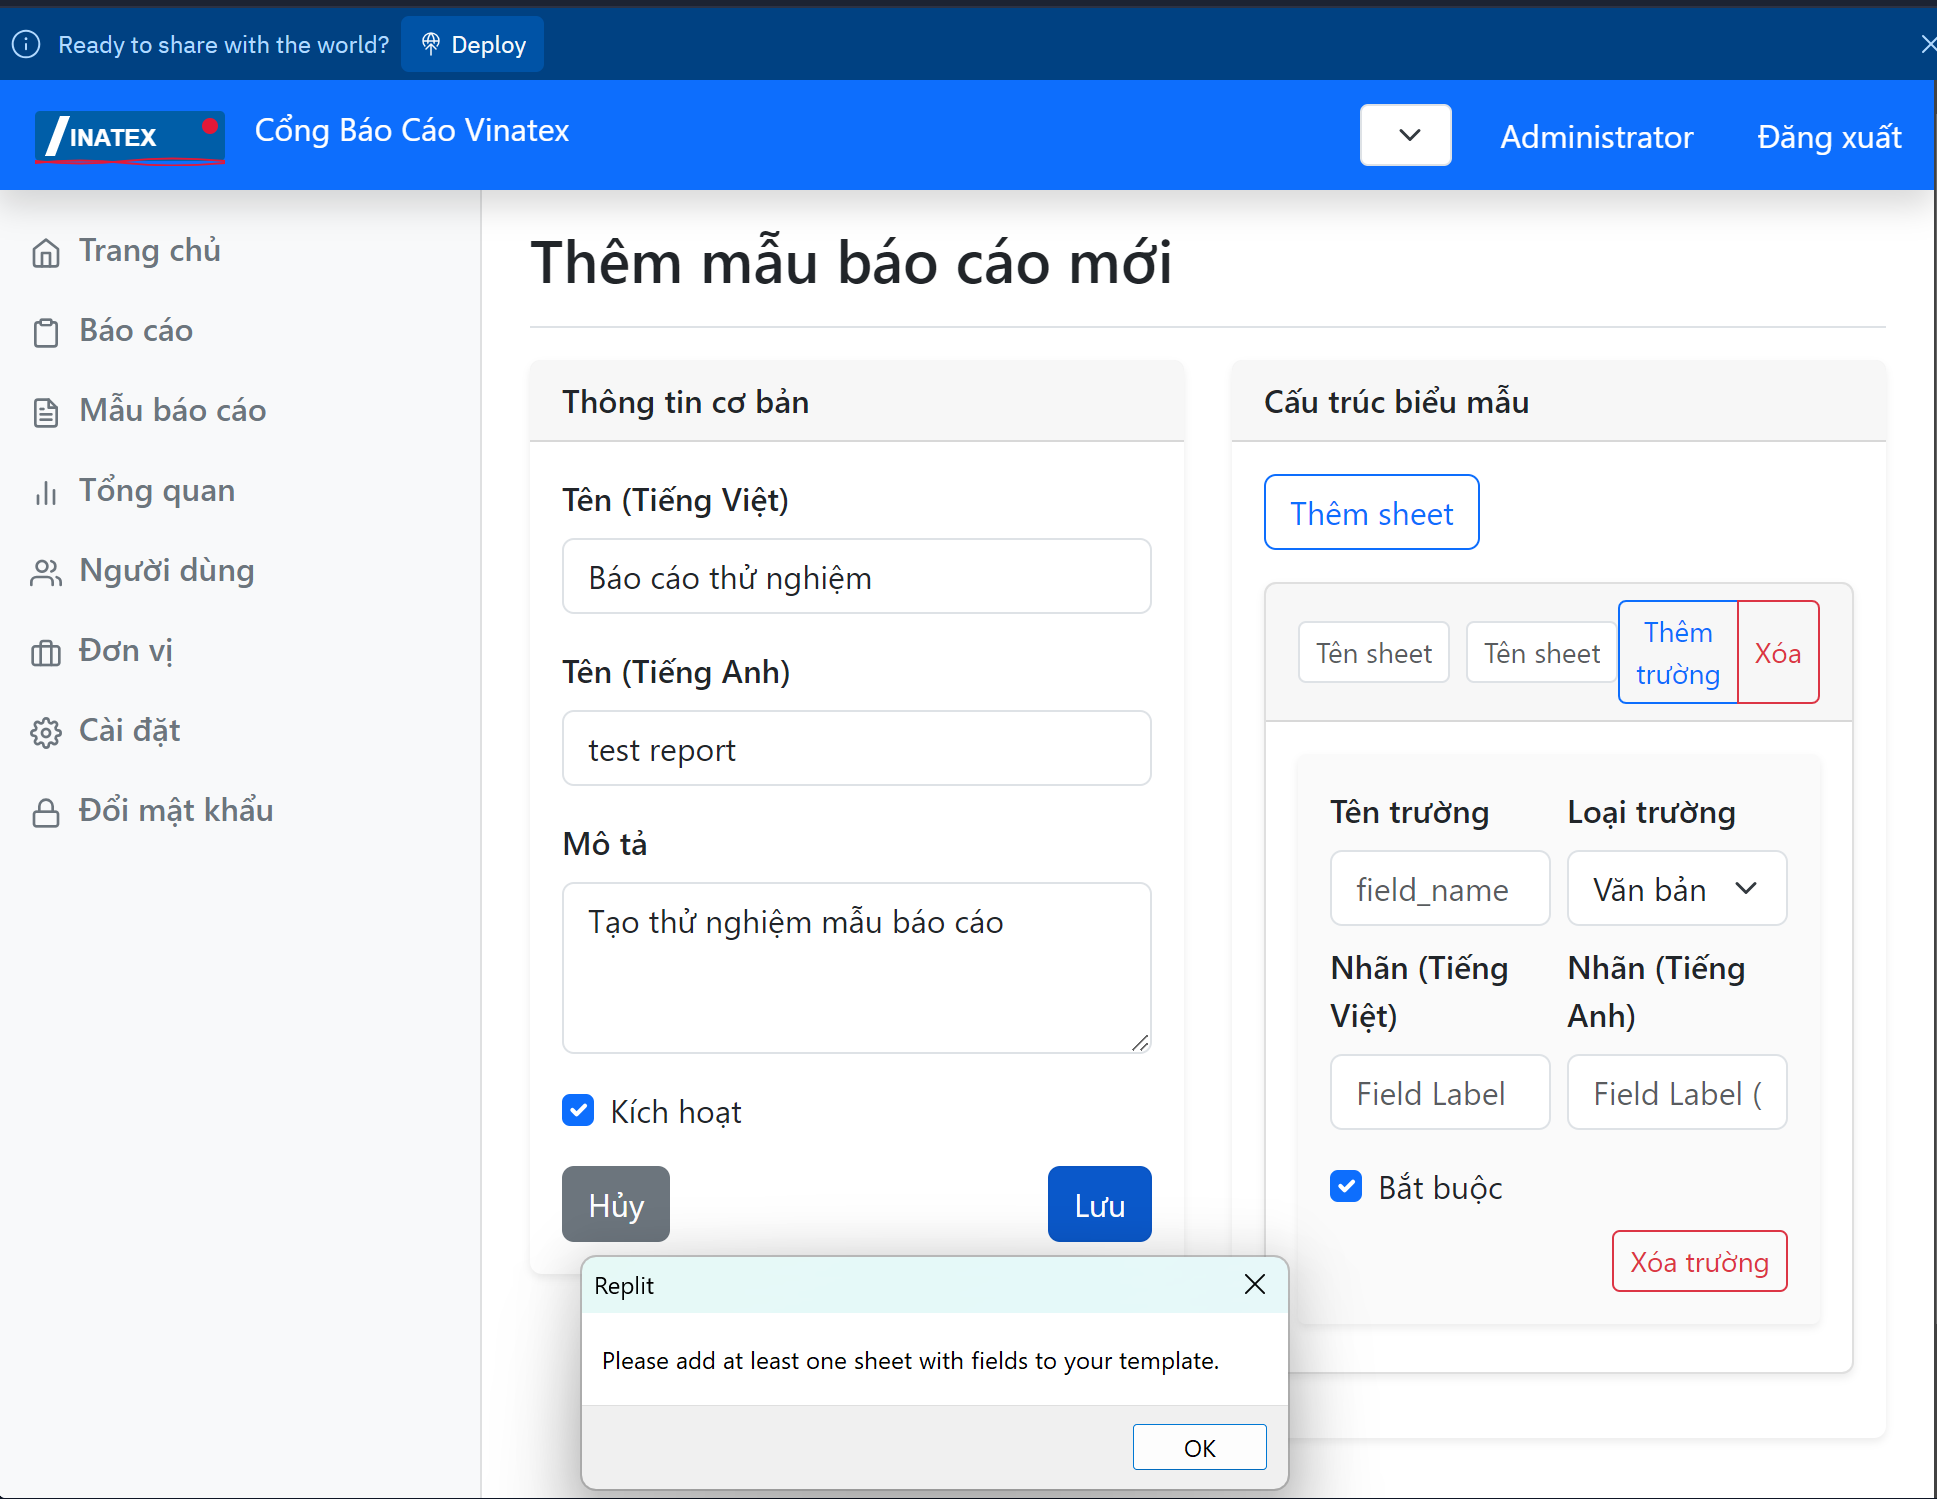 Ready to share with the world? Deploy
INATEX
Cổng Báo Cáo Vinatex
Administrator
Đăng xuất
Trang chủ
Báo cáo
Mẫu báo cáo
Tổng quan
Người dùng
Đơn vị
Cài đặt
Đổi mật khẩu
Thêm mẫu báo cáo mới
Thông tin cơ bản
Tên (Tiếng Việt)
Báo cáo thử nghiệm
Tên (Tiếng Anh)
test report
Mô tả
Tạo thử nghiệm mẫu báo cáo
Kích hoạt
Hủy
Lưu
Cấu trúc biểu mẫu
Thêm sheet
Tên sheet
Tên sheet
Thêm
trường
Xóa
Tên trường
Loại trường
field_name
Văn bản
Nhãn (Tiếng
Việt)
Nhãn (Tiếng
Anh)
Field Label
Field Label (
Bắt buộc
Xóa trường
Replit
Please add at least one sheet with fields to your template.
OK